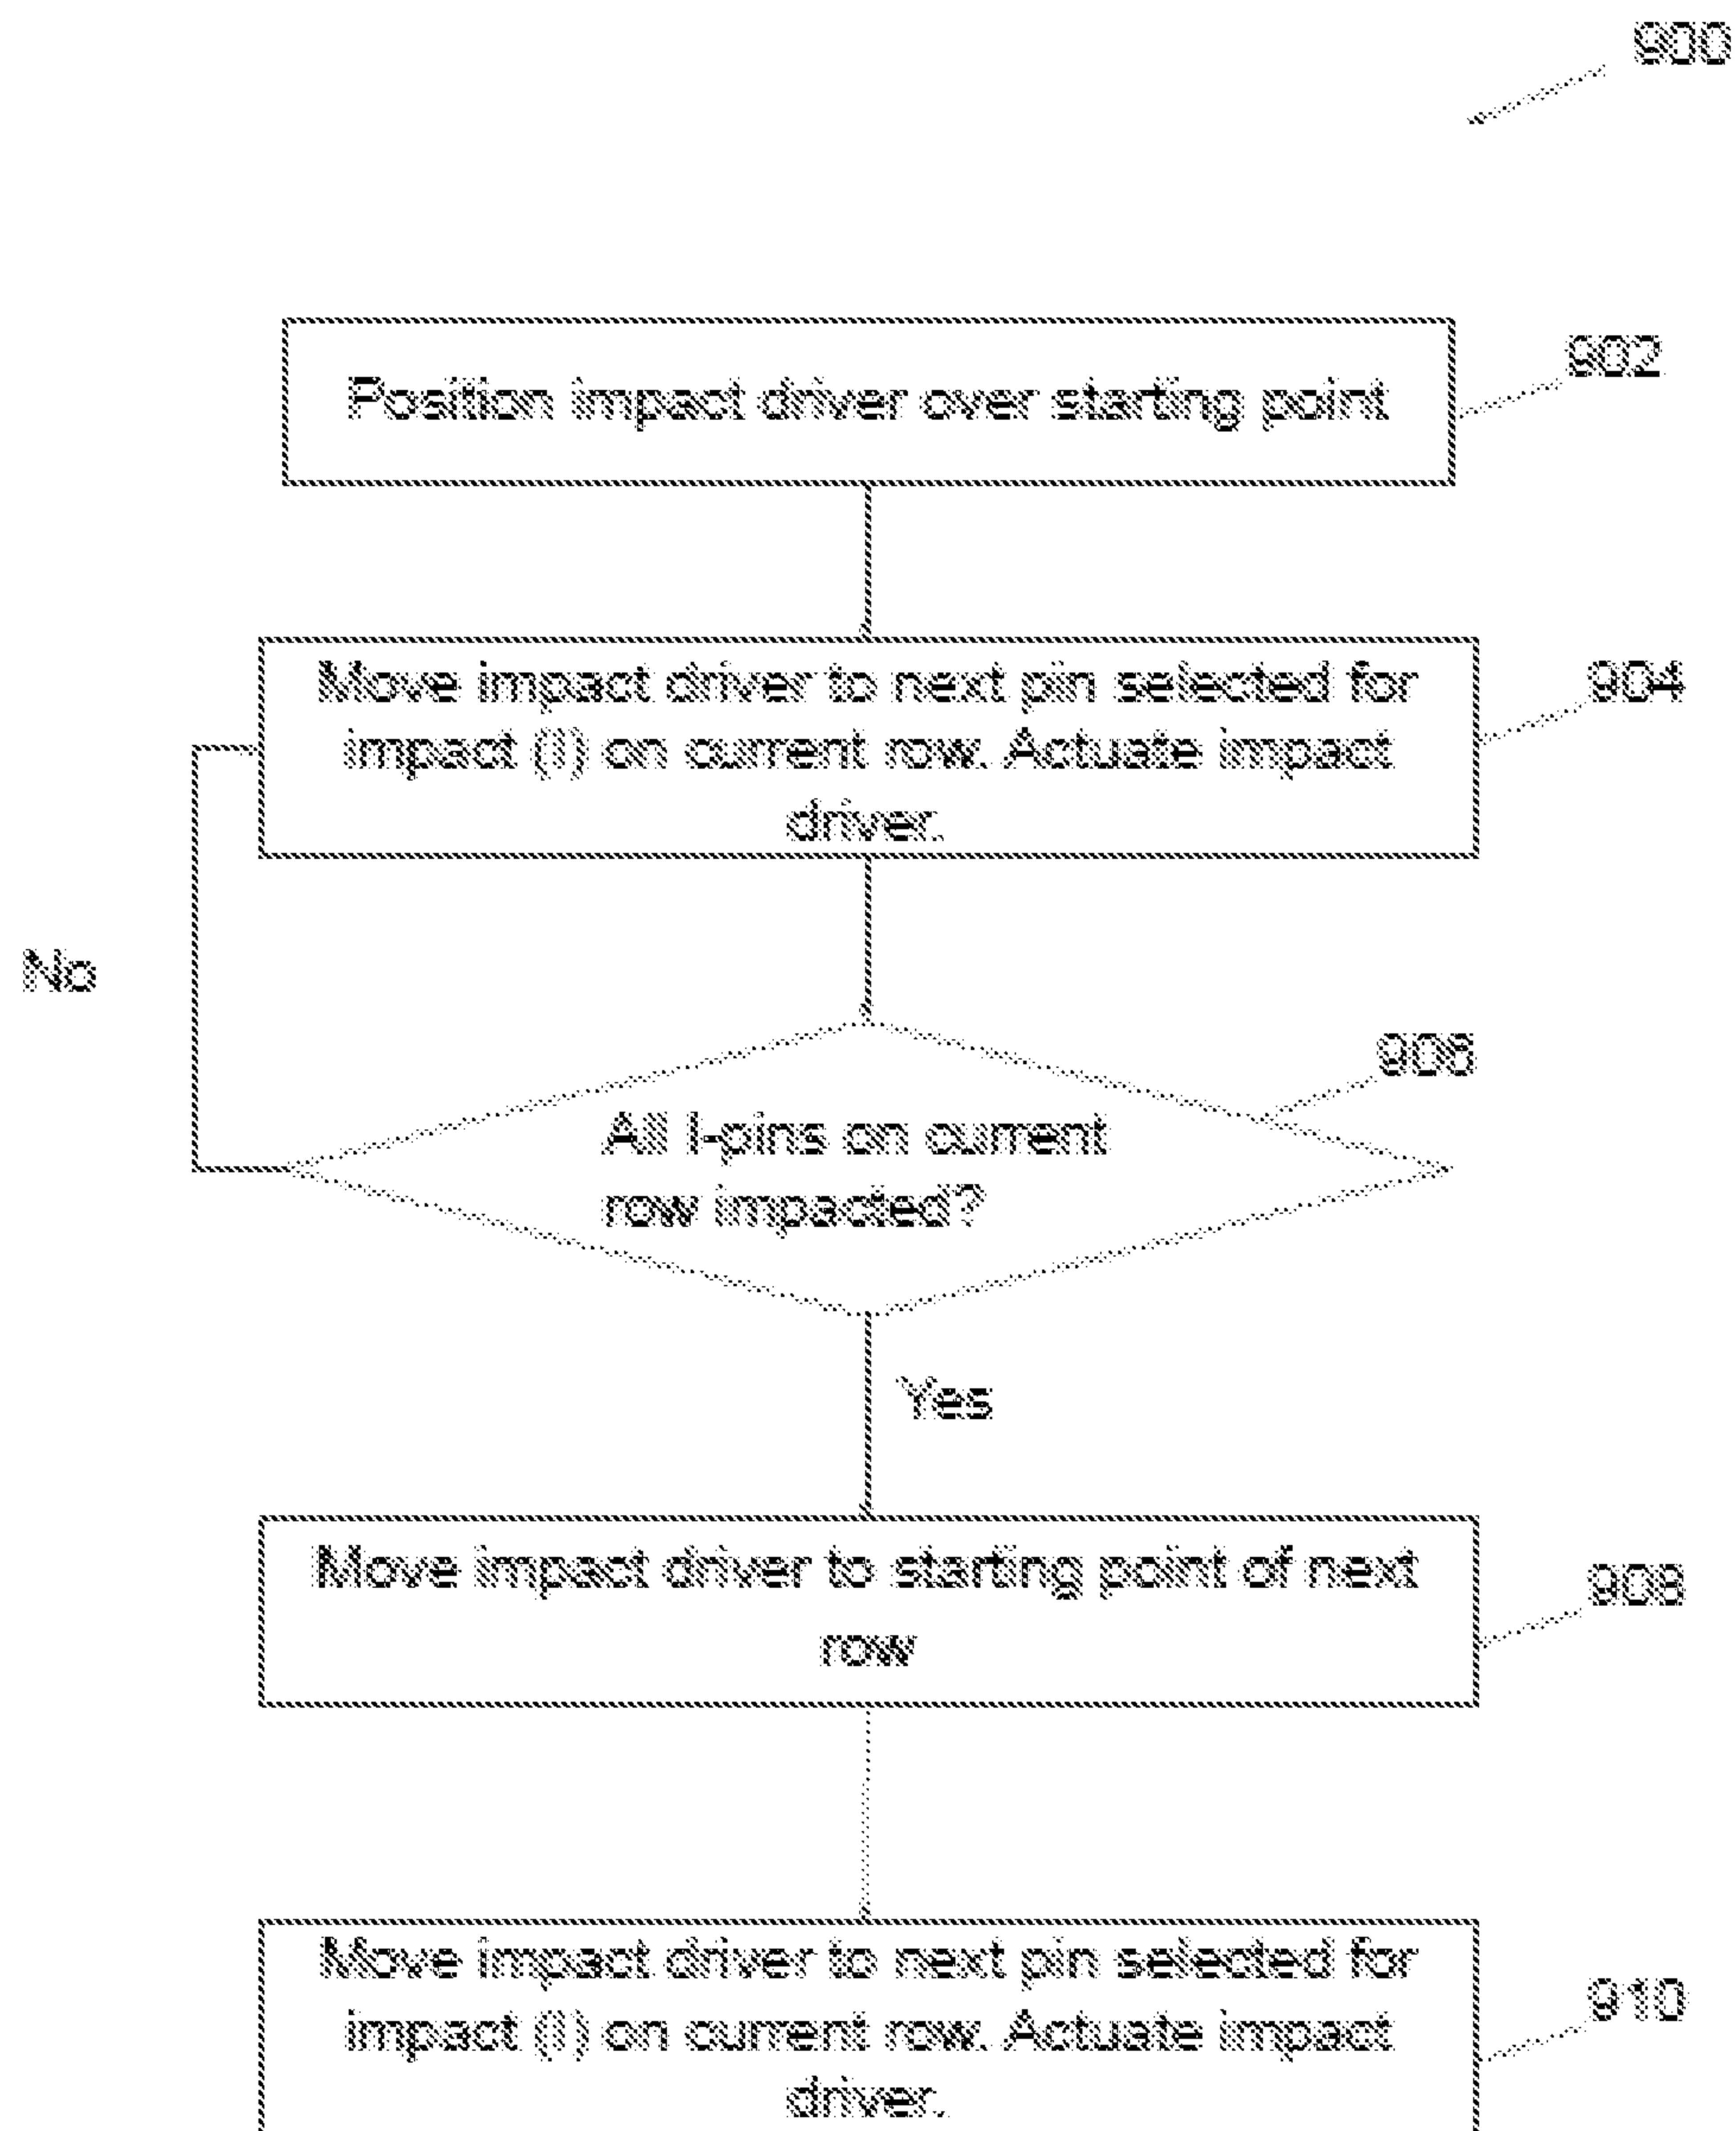 900
Position impact driver over starting point
902
Move impact driver to next pin selected for
impact (I) on current row. Actuate impact
driver.
904
No
906
All I-pins on current
row impacted?
Yes
Move impact driver to starting point of next
row
908
Move impact driver to next pin selected for
impact (I) on current row. Actuate impact
driver.
910